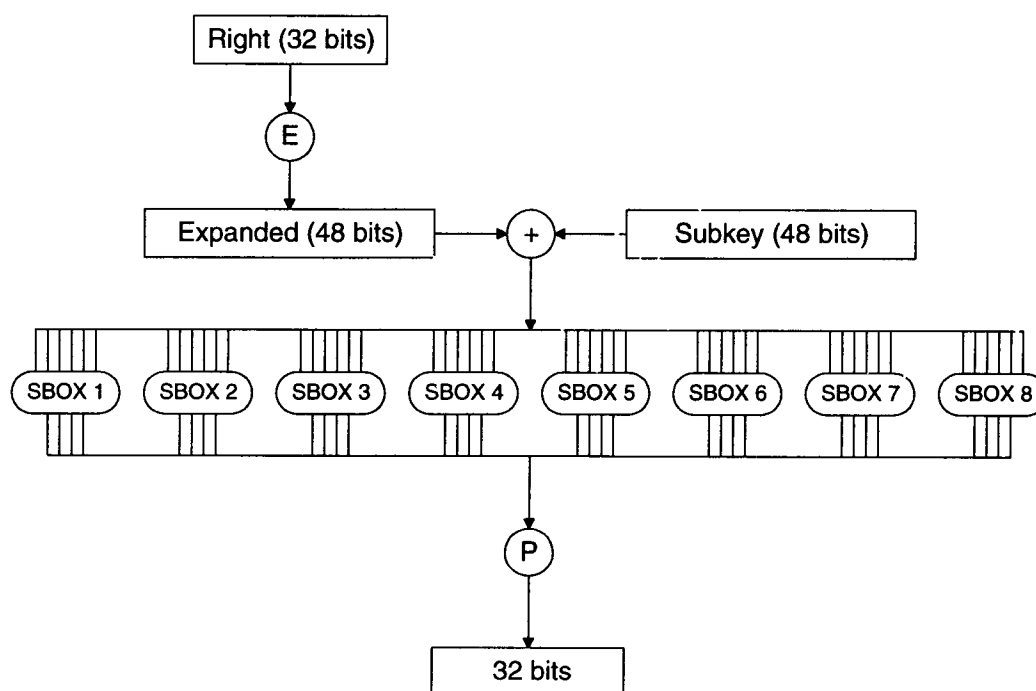 Right (32 bits)
E
Expanded (48 bits)
+
Subkey (48 bits)
SBOX 1
SBOX 2
SBOX 3
SBOX 4
SBOX 5
SBOX 6
SBOX 7
SBOX 8
P
32 bits